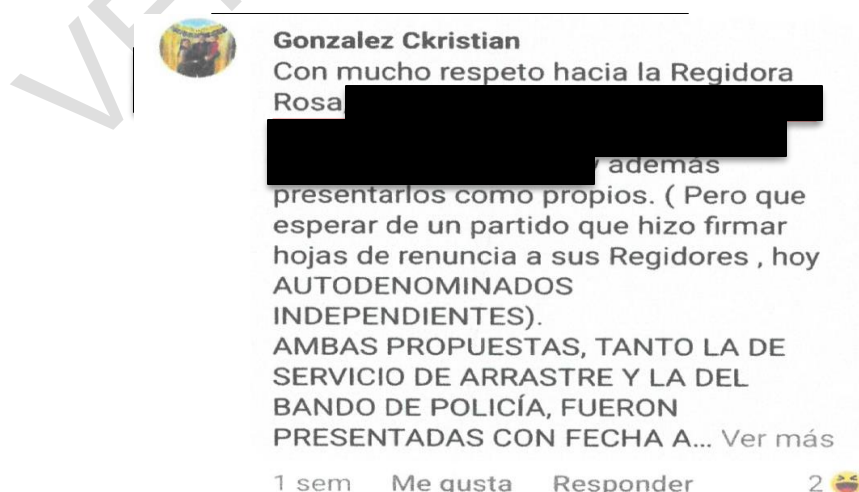 Gonzalez Ckristian
Con mucho respeto hacia la Regidora
Rosa,
además
presentarlos como propios. ( Pero que
esperar de un partido que hizo firmar
hojas de renuncia a sus Regidores , hoy
AUTODENOMINADOS
INDEPENDIENTES).
AMBAS PROPUESTAS, TANTO LA DE
SERVICIO DE ARRASTRE Y LA DEL
BANDO DE POLICÍA, FUERON
PRESENTADAS CON FECHA A... Ver más
1 sem Me gusta Responder 2